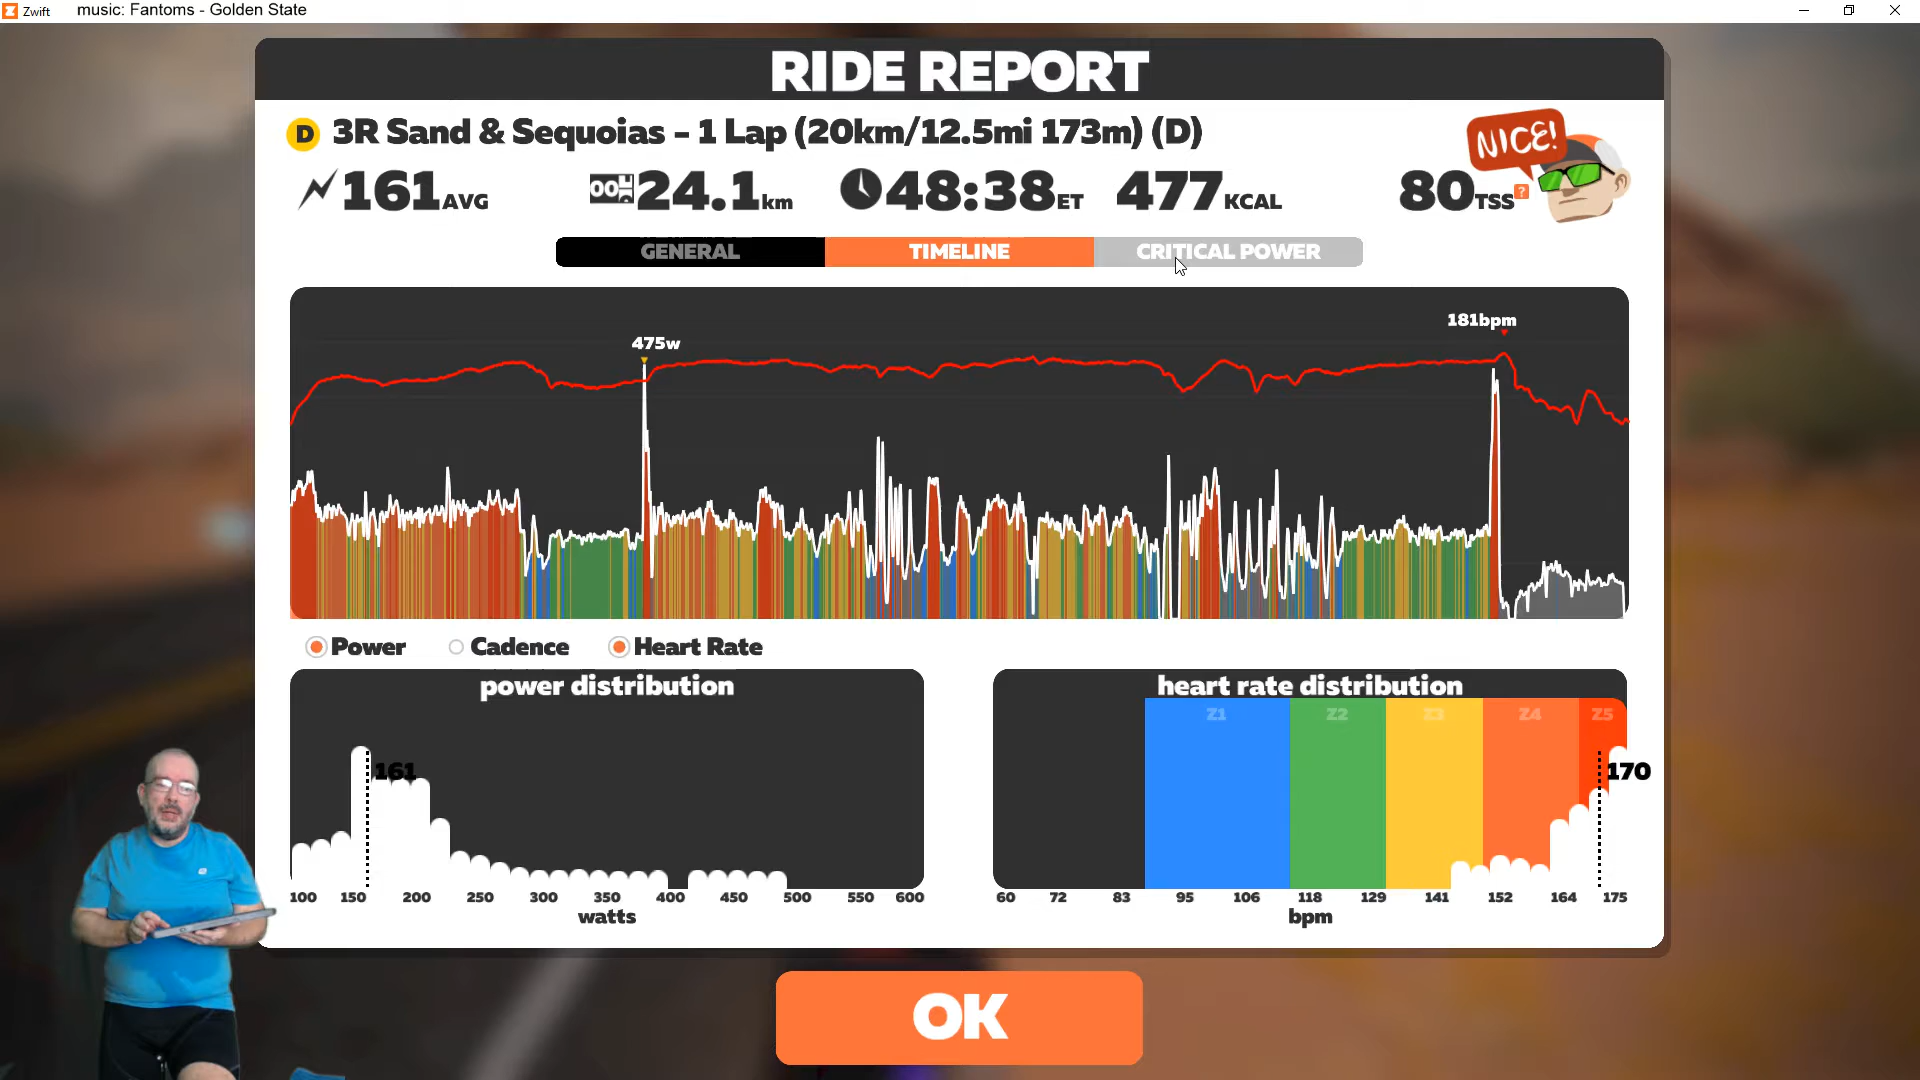 Zwift music: Fantoms - Golden State
RIDE REPORT
D 3R Sand & Sequoias - 1 Lap (20km/12.5mi 173m) (D)
NICE!
161AVG 24.1km 48:38ET 477KCAL 80TSS ?
GENERAL TIMELINE CRITICAL POWER
181bpm
475w
Power Cadence Heart Rate
power distribution
161
100 150 200 250 300 350 400 450 500 550 600
watts
heart rate distribution
Z1 Z2 Z3 Z4 Z5
170
60 72 83 95 106 118 129 141 152 164 175
bpm
OK